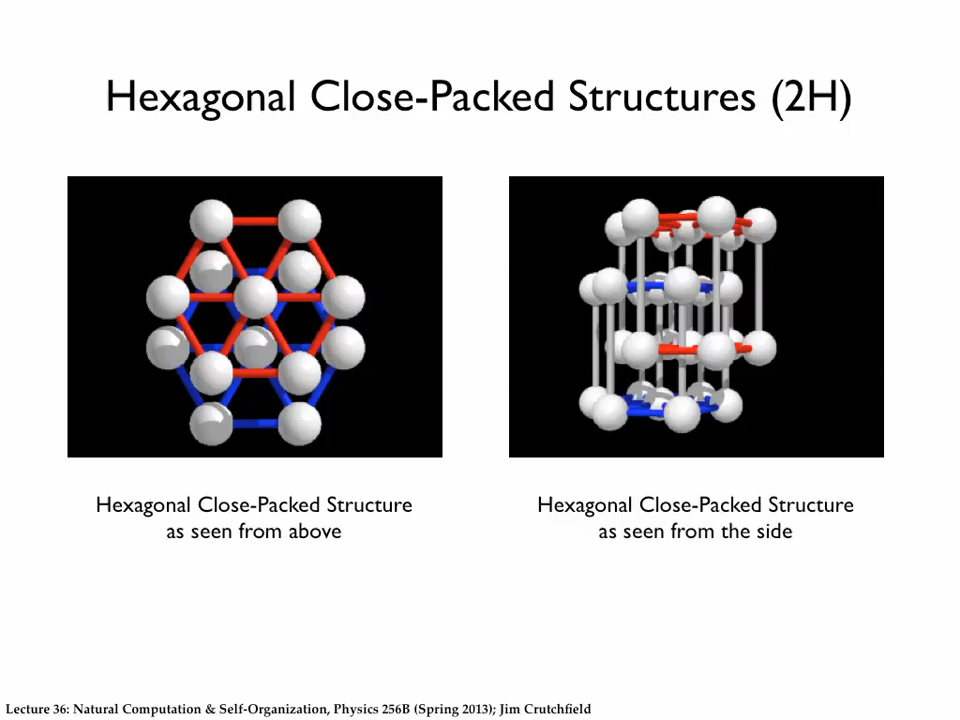 Hexagonal Close-Packed Structures (2H)
Hexagonal Close-Packed Structure
as seen from above
Hexagonal Close-Packed Structure
as seen from the side
Lecture 36: Natural Computation & Self-Organization, Physics 256B (Spring 2013); Jim Crutchfield